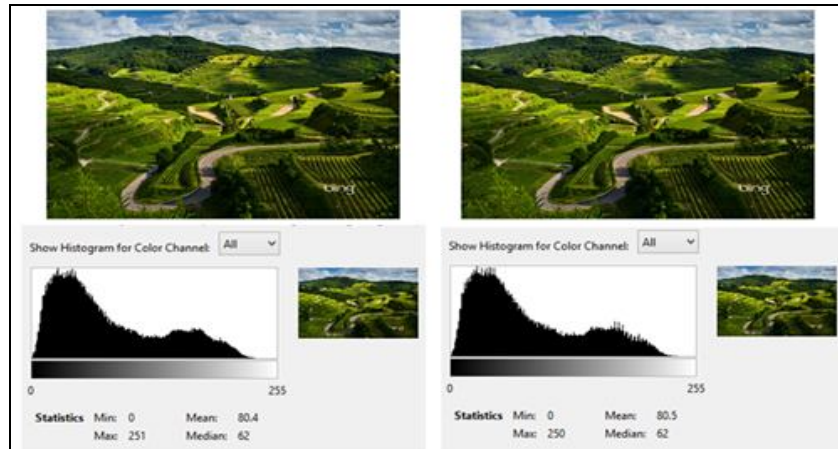 bing
bing
Show Histogram for Color Channel: All
0 255
Statistics Min: 0 Mean: 80.4
Max: 251 Median: 62
Show Histogram for Color Channel: All
0 255
Statistics Min: 0 Mean: 80.5
Max: 250 Median: 62